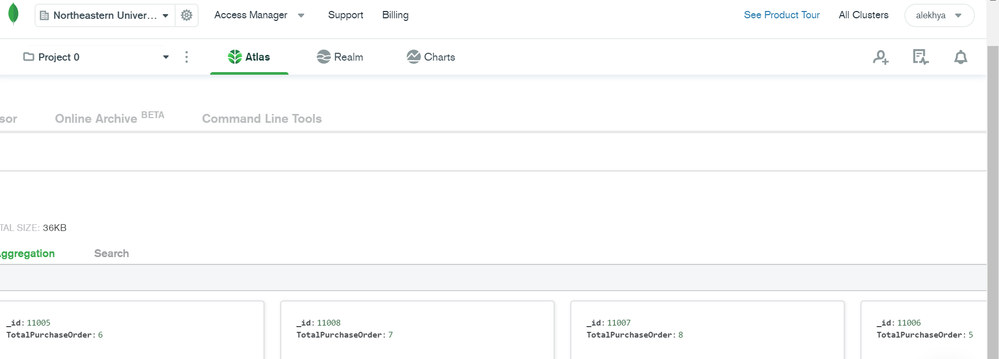 Northeastern Univer... Access Manager Support Billing See Product Tour All Clusters alekhya
Project 0 Atlas Realm Charts
sor Online Archive BETA Command Line Tools
TAL SIZE: 36KB
ggregation Search
_id: 11005
TotalPurchaseOrder: 6
_id: 11008
TotalPurchaseOrder: 7
_id: 11007
TotalPurchaseOrder: 8
_id: 11006
TotalPurchaseOrder: 5